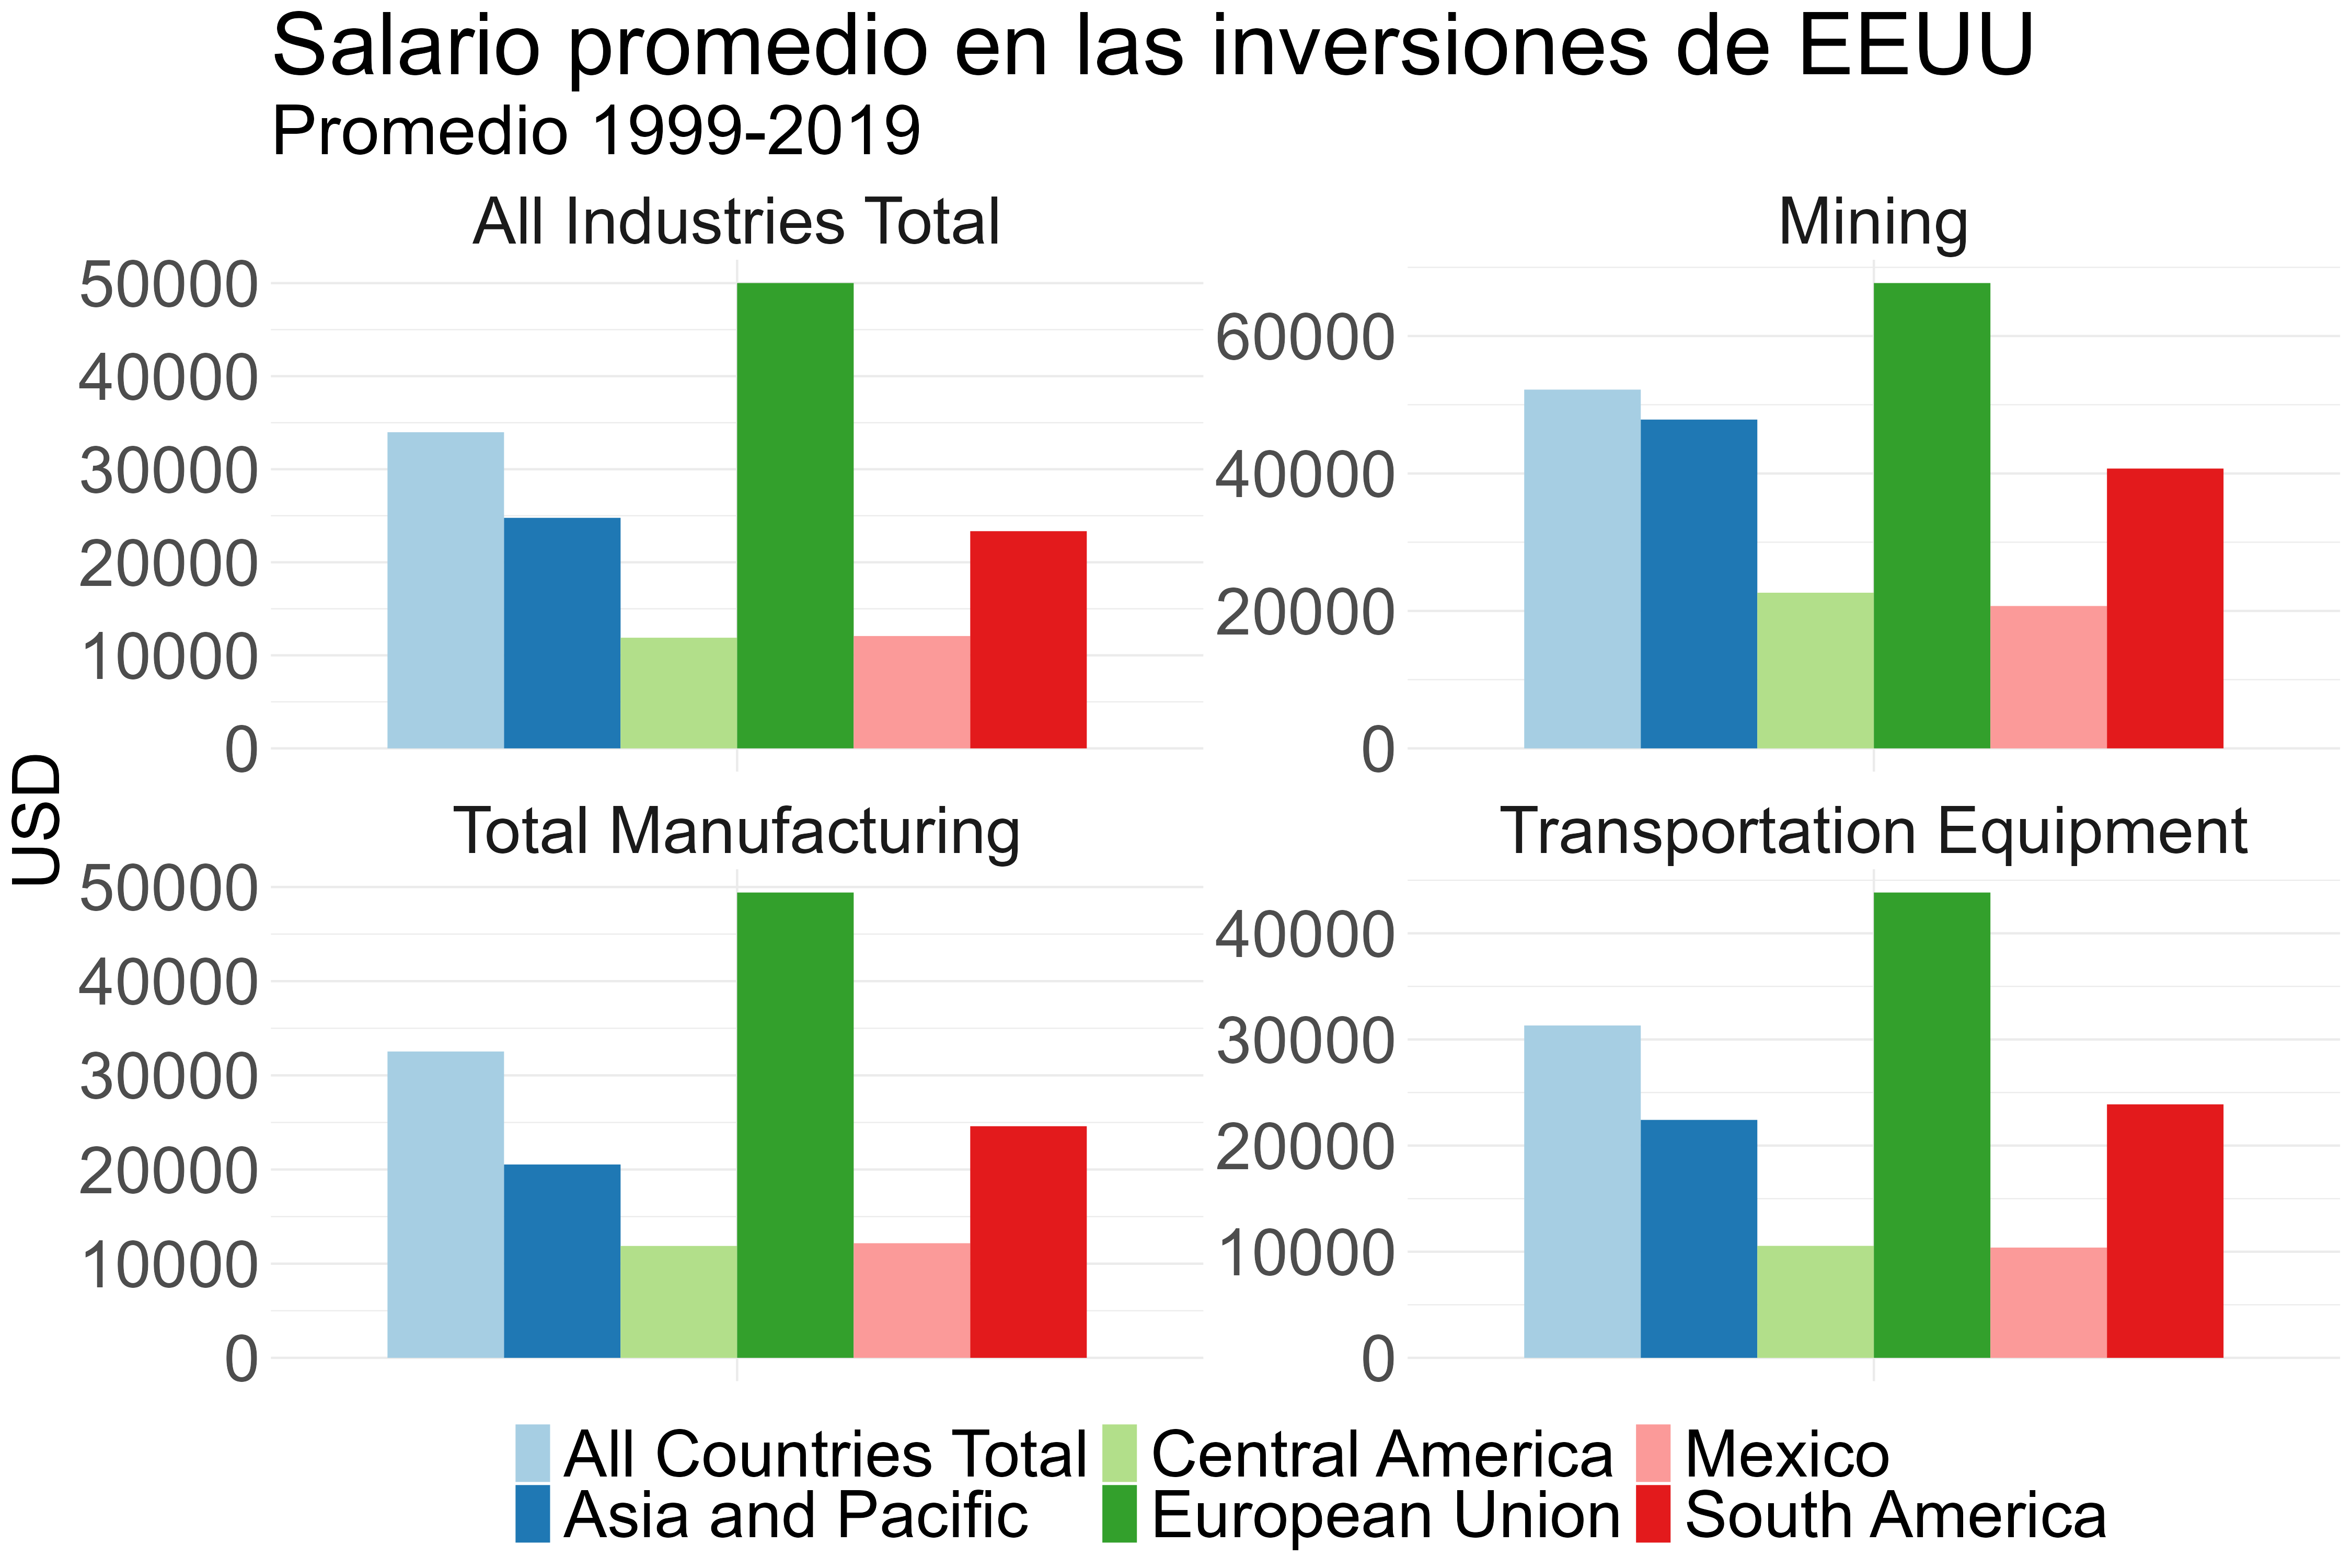 Salario promedio en las inversiones de EEUU
Promedio 1999-2019
All Industries Total
Mining
50000
40000
30000
20000
10000
0
60000
40000
20000
0
USD
Total Manufacturing
Transportation Equipment
50000
40000
30000
20000
10000
0
40000
30000
20000
10000
0
All Countries Total
Central America
Mexico
Asia and Pacific
European Union
South America